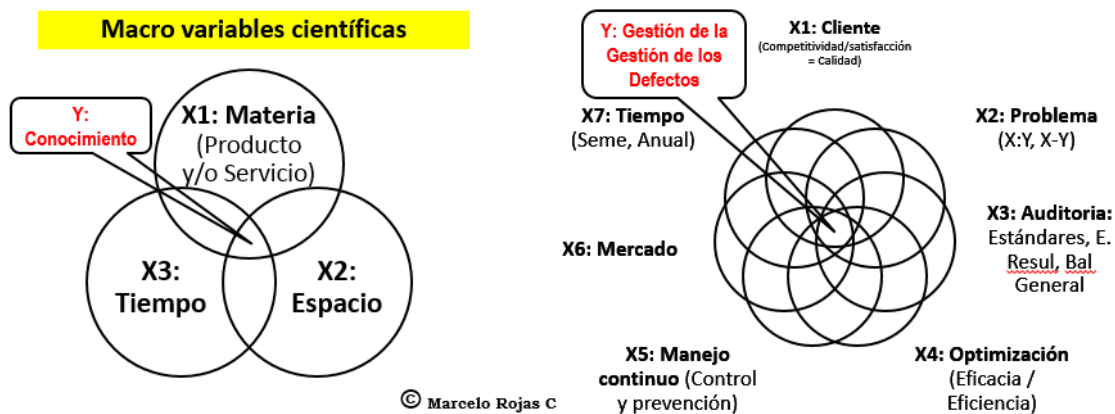 Macro variables científicas
Y:
Conocimiento
X1: Materia
(Producto
y/o Servicio)
X3:
Tiempo
X2:
Espacio
© Marcelo Rojas C
Y: Gestión de la
Gestión de los
Defectos
X1: Cliente
(Competitividad/satisfacción
= Calidad)
X7: Tiempo
(Seme, Anual)
X2: Problema
(X:Y, X-Y)
X3: Auditoria:
Estándares, E.
Resul, Bal
General
X6: Mercado
X5: Manejo
continuo (Control
y prevención)
X4: Optimización
(Eficacia /
Eficiencia)